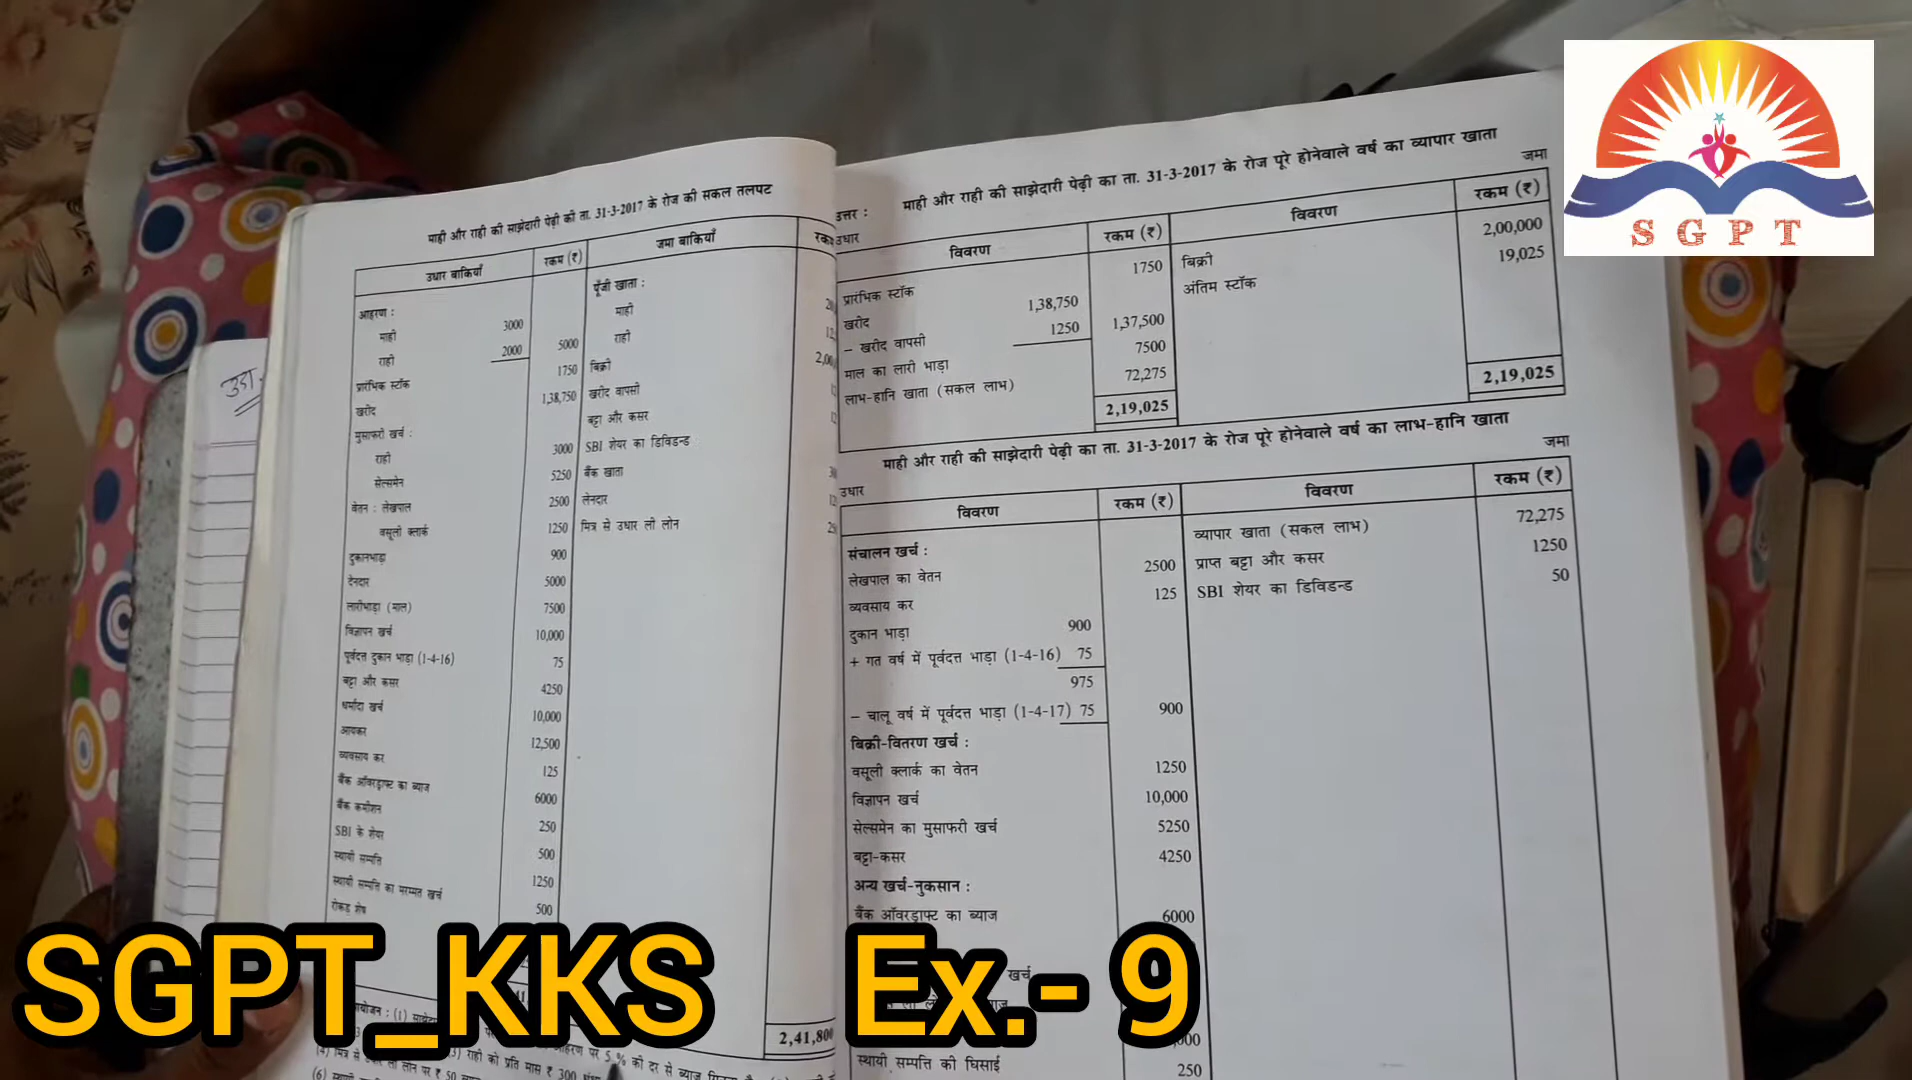 माही और राही की साझेदारी पेढ़ी की ता. 31-3-2017 के रोज की सकल तलपट
उधार बाकियाँ रकम (₹) जमा बाकियाँ
आहरण : पूँजी खाता :
माही 3000 माही
राही 2000 5000 राही
प्रारंभिक स्टॉक 1750 बिक्री
खरीद 1,38,750 खरीद वापसी
मुसाफरी खर्च : बट्टा और कसर
राही 3000 SBI शेयर का डिविडन्ड
सेल्समेन 5250 बैंक खाता
वेतन : लेखपाल 2500 लेनदार
वसूली क्लार्क 1250 मित्र से उधार ली लोन
दुकानभाड़ा 900
देनदार 5000
लारीभाड़ा (माल) 7500
विज्ञापन खर्च 10,000
पूर्वदत्त दुकान भाड़ा (1-4-16) 75
बट्टा और कसर 4250
धर्मादा खर्च 10,000
आयकर 12,500
व्यवसाय कर 125
बैंक ऑवरड्राफ्ट का ब्याज 6000
बैंक कमीशन 250
SBI के शेयर 500
स्थायी सम्पत्ति 1250
स्थायी सम्पत्ति का मरम्मत खर्च 500
रोकड़ शेष
2,41,800
आहरण पर 5 % की दर से ब्याज
राही को प्रति मास ₹ 300
उत्तर : माही और राही की साझेदारी पेढ़ी का ता. 31-3-2017 के रोज पूरे होनेवाले वर्ष का व्यापार खाता
उधार जमा
विवरण रकम (₹) विवरण रकम (₹)
प्रारंभिक स्टॉक 1750 बिक्री 2,00,000
खरीद 1,38,750 अंतिम स्टॉक 19,025
– खरीद वापसी 1250 1,37,500
माल का लारी भाड़ा 7500
लाभ-हानि खाता (सकल लाभ) 72,275
2,19,025 2,19,025
माही और राही की साझेदारी पेढ़ी का ता. 31-3-2017 के रोज पूरे होनेवाले वर्ष का लाभ-हानि खाता
उधार जमा
विवरण रकम (₹) विवरण रकम (₹)
संचालन खर्च : व्यापार खाता (सकल लाभ) 72,275
लेखपाल का वेतन 2500 प्राप्त बट्टा और कसर 1250
व्यवसाय कर 125 SBI शेयर का डिविडन्ड 50
दुकान भाड़ा 900
+ गत वर्ष में पूर्वदत्त भाड़ा (1-4-16) 75
975
– चालू वर्ष में पूर्वदत्त भाड़ा (1-4-17) 75 900
बिक्री-वितरण खर्च :
वसूली क्लार्क का वेतन 1250
विज्ञापन खर्च 10,000
सेल्समेन का मुसाफरी खर्च 5250
बट्टा-कसर 4250
अन्य खर्च-नुकसान :
बैंक ऑवरड्राफ्ट का ब्याज 6000
खर्च
स्थायी सम्पत्ति की घिसाई 250
SGPT
SGPT_KKS Ex.- 9